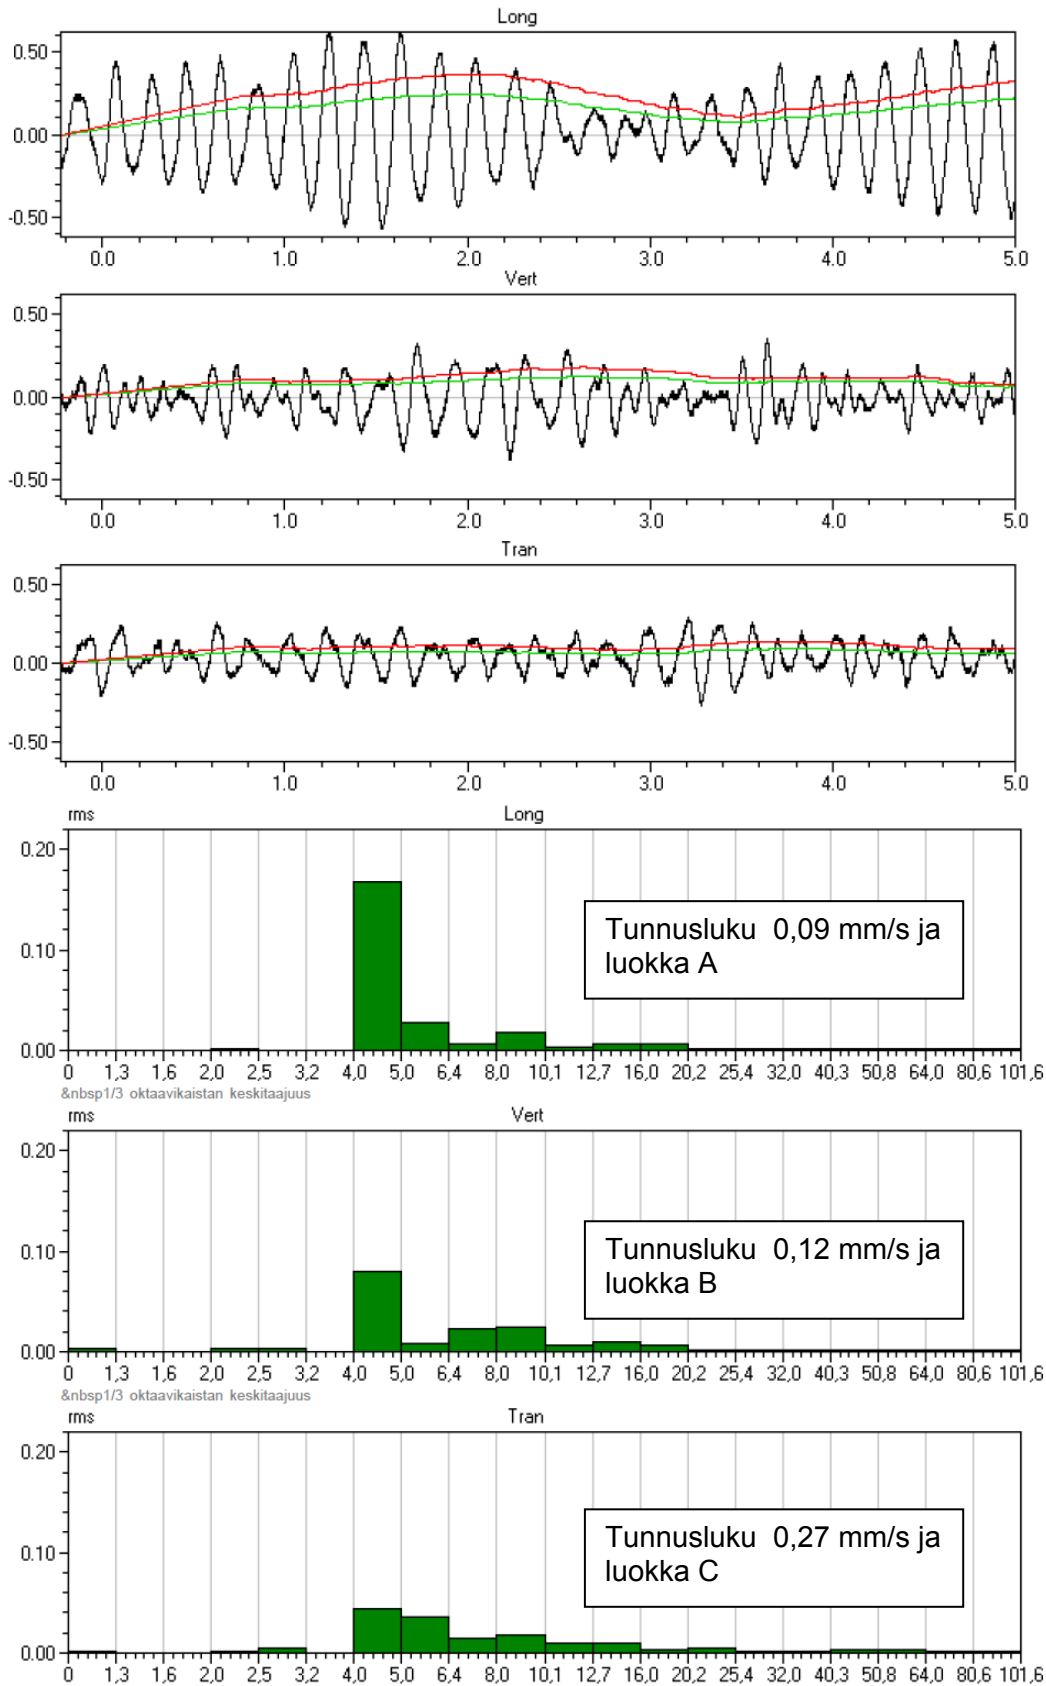 Long
0.50
0.00
-0.50
0.0 1.0 2.0 3.0 4.0 5.0
Vert
0.50
0.00
-0.50
0.0 1.0 2.0 3.0 4.0 5.0
Tran
0.50
0.00
-0.50
0.0 1.0 2.0 3.0 4.0 5.0
rms Long
0.20
0.10
0.00
Tunnusluku 0,09 mm/s ja
luokka A
0 1,3 1,6 2,0 2,5 3,2 4,0 5,0 6,4 8,0 10,1 12,7 16,0 20,2 25,4 32,0 40,3 50,8 64,0 80,6 101,6
&nbsp1/3 oktaavikaistan keskitaajuus
rms Vert
0.20
0.10
0.00
Tunnusluku 0,12 mm/s ja
luokka B
0 1,3 1,6 2,0 2,5 3,2 4,0 5,0 6,4 8,0 10,1 12,7 16,0 20,2 25,4 32,0 40,3 50,8 64,0 80,6 101,6
&nbsp1/3 oktaavikaistan keskitaajuus
rms Tran
0.20
0.10
0.00
Tunnusluku 0,27 mm/s ja
luokka C
0 1,3 1,6 2,0 2,5 3,2 4,0 5,0 6,4 8,0 10,1 12,7 16,0 20,2 25,4 32,0 40,3 50,8 64,0 80,6 101,6